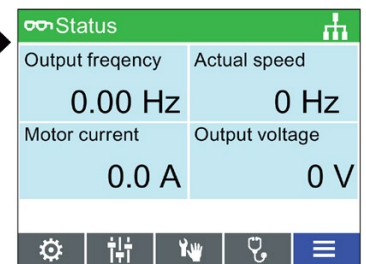 Status
Output freqency
Actual speed
0.00 Hz
0 Hz
Motor current
Output voltage
0.0 A
0 V